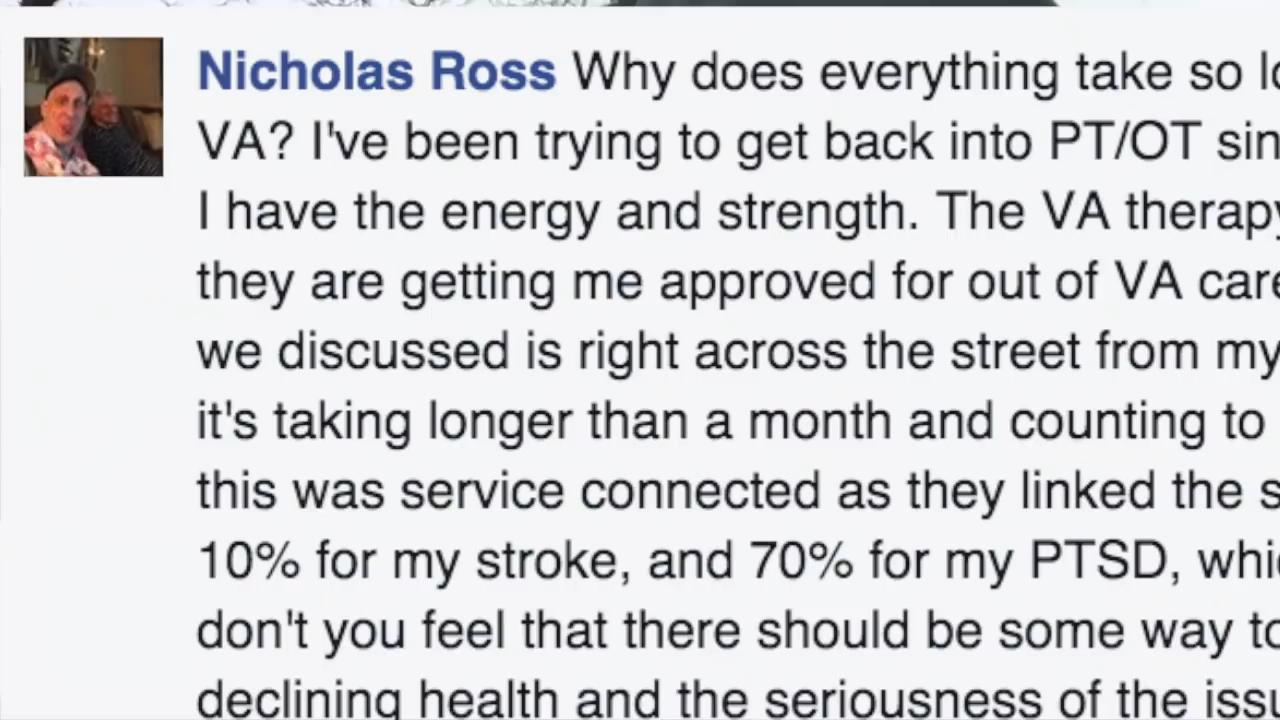 Nicholas Ross Why does everything take so
VA? I've been trying to get back into PT/OT
I have the energy and strength. The VA therapy
they are getting me approved for out of VA care
we discussed is right across the street from my
it's taking longer than a month and counting to
this was service connected as they linked the
10% for my stroke, and 70% for my PTSD,
don't you feel that there should be some way to
declining health and the seriousness of the